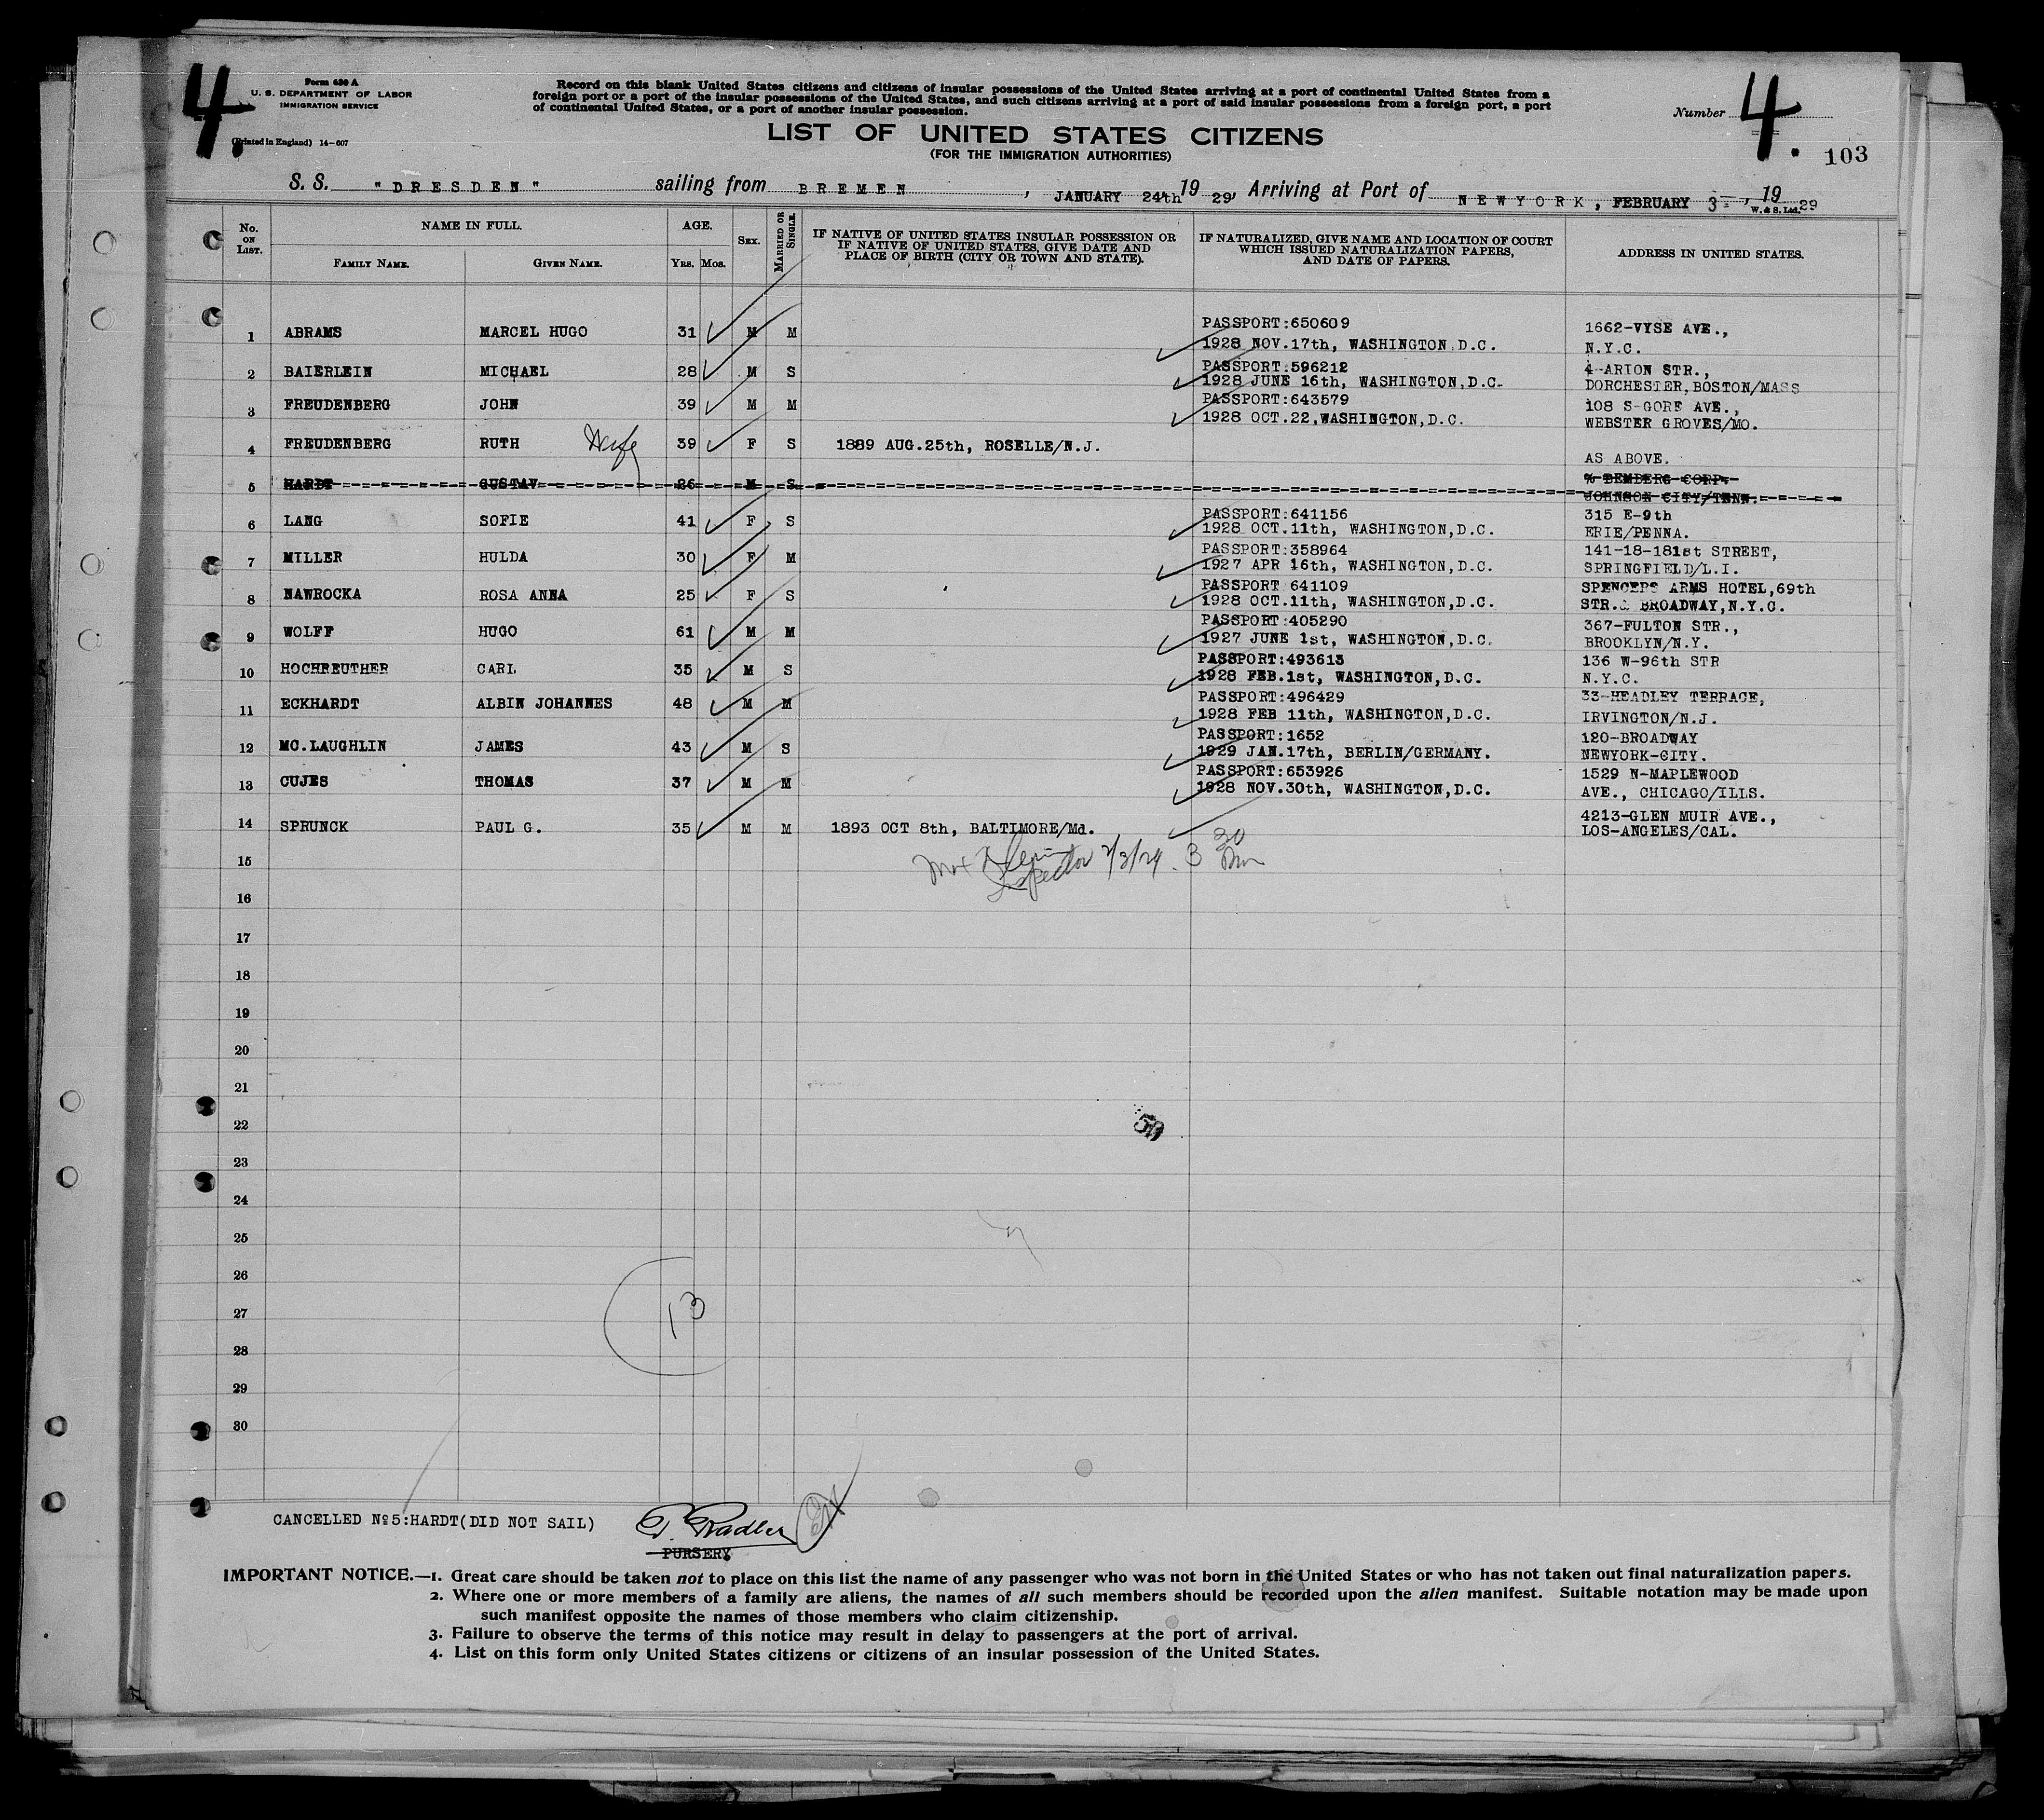 4.
Form 630 A
U. S. DEPARTMENT OF LABOR
IMMIGRATION SERVICE
(Printed in England) 14—607
Record on this blank United States citizens and citizens of insular possessions of the United States arriving at a port of continental United States from a
foreign port or a port of the insular possessions of the United States, and such citizens arriving at a port of said insular possessions from a foreign port, a port
of continental United States, or a port of another insular possession.
LIST OF UNITED STATES CITIZENS
(FOR THE IMMIGRATION AUTHORITIES)
Number 4.
103
S. S. "DRESDEN" sailing from BREMEN, JANUARY 24th 1929, Arriving at Port of NEWYORK, FEBRUARY 3, 1929
W. & S. Ltd.
No. ON LIST. NAME IN FULL. AGE. SEX. MARRIED OR SINGLE. IF NATIVE OF UNITED STATES INSULAR POSSESSION OR IF NATIVE OF UNITED STATES, GIVE DATE AND PLACE OF BIRTH (CITY OR TOWN AND STATE). IF NATURALIZED, GIVE NAME AND LOCATION OF COURT WHICH ISSUED NATURALIZATION PAPERS, AND DATE OF PAPERS. ADDRESS IN UNITED STATES.
FAMILY NAME. GIVEN NAME. YRS. MOS.
1 ABRAMS MARCEL HUGO 31 M M PASSPORT:650609 1662-VYSE AVE.,
1928 NOV.17th, WASHINGTON.D.C. N.Y.C.
2 BAIERLEIN MICHAEL 28 M S PASSPORT:596212 4-ARION STR.,
1928 JUNE 16th, WASHINGTON,D.C. DORCHESTER,BOSTON/MASS
3 FREUDENBERG JOHN 39 M M PASSPORT:643579 108 S-GORE AVE.,
1928 OCT.22,WASHINGTON,D.C. WEBSTER GROVES/MO.
4 FREUDENBERG RUTH Wife 39 F S 1889 AUG.25th, ROSELLE/N.J.
AS ABOVE.
5 HARDT GUSTAV 26 M S % BEMBERG CORP.
JOHNSON CITY/TENN.
6 LANG SOFIE 41 F S PASSPORT:641156 315 E-9th
1928 OCT.11th, WASHINGTON,D.C. ERIE/PENNA.
7 MILLER HULDA 30 F M PASSPORT:358964 141-18-181st STREET,
1927 APR 16th, WASHINGTON,D.C. SPRINGFIELD/L.I.
8 NAWROCKA ROSA ANNA 25 F S PASSPORT 641109 SPENCERS ARMS HOTEL,69th
1928 OCT.11th, WASHINGTON,D.C. STR.& BROADWAY,N.Y.C.
9 WOLFF HUGO 61 M M PASSPORT:405290 367-FULTON STR.,
1927 JUNE 1st, WASHINGTON,D.C. BROOKLYN/N.Y.
10 HOCHREUTHER CARL 35 M S PASSPORT:493613 136 W-96th STR
1928 FEB.1st, WASHINGTON,D.C. N.Y.C.
11 ECKHARDT ALBIN JOHANNES 48 M M PASSPORT:496429 33-HEADLEY TERRACE,
1928 FEB 11th, WASHINGTON,D.C. IRVINGTON/N.J.
12 MC.LAUGHLIN JAMES 43 M S PASSPORT:1652 120-BROADWAY
1929 JAN.17th, BERLIN/GERMANY. NEWYORK-CITY.
13 CUJES THOMAS 37 M M PASSPORT:653926 1529 N-MAPLEWOOD
1928 NOV.30th, WASHINGTON,D.C. AVE., CHICAGO/ILLS.
14 SPRUNCK PAUL G. 35 M M 1893 OCT 8th, BALTIMORE/Md. 4213-GLEN MUIR AVE.,
LOS-ANGELES/CAL.
15
Inspector
16
17
18
19
20
21
22
23
24
25
26
27
13
28
29
30
CANCELLED No5:HARDT(DID NOT SAIL)
PURSER
IMPORTANT NOTICE.—1. Great care should be taken not to place on this list the name of any passenger who was not born in the United States or who has not taken out final naturalization papers.
2. Where one or more members of a family are aliens, the names of all such members should be recorded upon the alien manifest. Suitable notation may be made upon
such manifest opposite the names of those members who claim citizenship.
3. Failure to observe the terms of this notice may result in delay to passengers at the port of arrival.
4. List on this form only United States citizens or citizens of an insular possession of the United States.